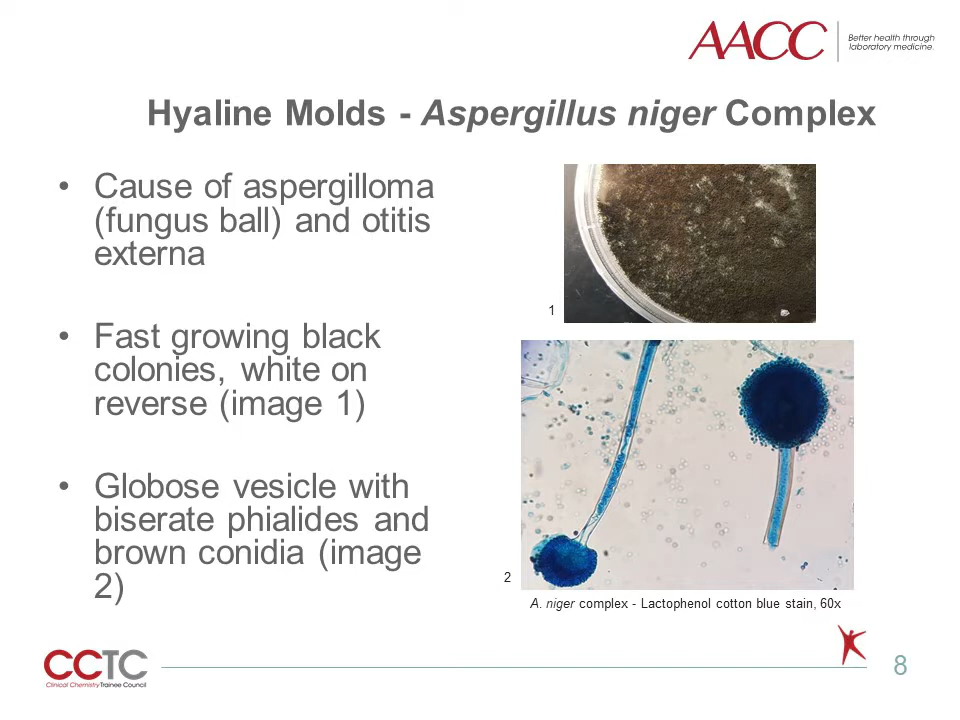 AACC
Better health through
laboratory medicine.
Hyaline Molds - Aspergillus niger Complex
• Cause of aspergilloma
(fungus ball) and otitis
externa
• Fast growing black
colonies, white on
reverse (image 1)
• Globose vesicle with
biserate phialides and
brown conidia (image
2)
1
2
A. niger complex - Lactophenol cotton blue stain, 60x
CCTC
Clinical Chemistry Trainee Council
8